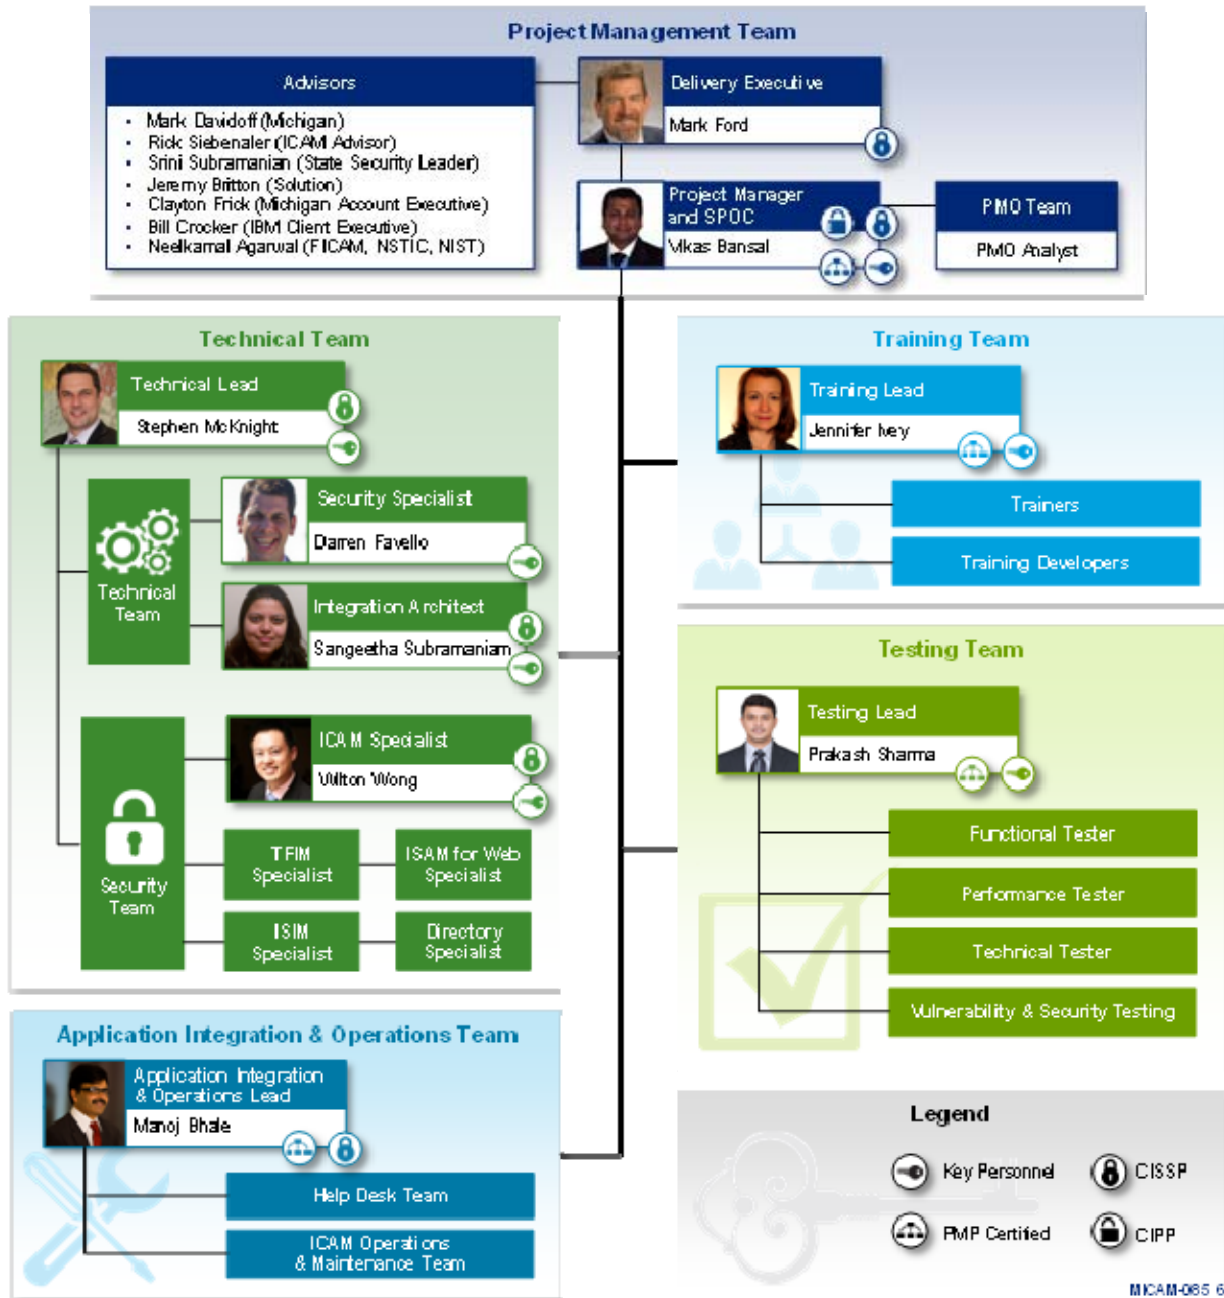 Project Management Team
Advisors
• Mark Davidoff (Michigan)
• Rick Siebenaler (ICAM Advisor)
• Srini Subramanian (State Security Leader)
• Jeremy Britton (Solution)
• Clayton Frick (Michigan Account Executive)
• Bill Crocker (IBM Client Executive)
• Neelkamal Agarwal (FICAM, NSTIC, NIST)
Delivery Executive
Mark Ford
Project Manager
and SPOC
Vikas Bansal
PMO Team
PMO Analyst
Technical Team
Technical Lead
Stephen McKnight
Technical
Team
Security Specialist
Darren Favello
Integration Architect
Sangeetha Subramaniam
Security
Team
ICAM Specialist
Wilton Wong
TFIM
Specialist
ISAM for Web
Specialist
ISIM
Specialist
Directory
Specialist
Application Integration & Operations Team
Application Integration
& Operations Lead
Manoj Bhale
Help Desk Team
ICAM Operations
& Maintenance Team
Training Team
Training Lead
Jennifer Ivey
Trainers
Training Developers
Testing Team
Testing Lead
Prakash Sharma
Functional Tester
Performance Tester
Technical Tester
Vulnerability & Security Testing
Legend
Key Personnel
CISSP
PMP Certified
CIPP
MICAM-085 6